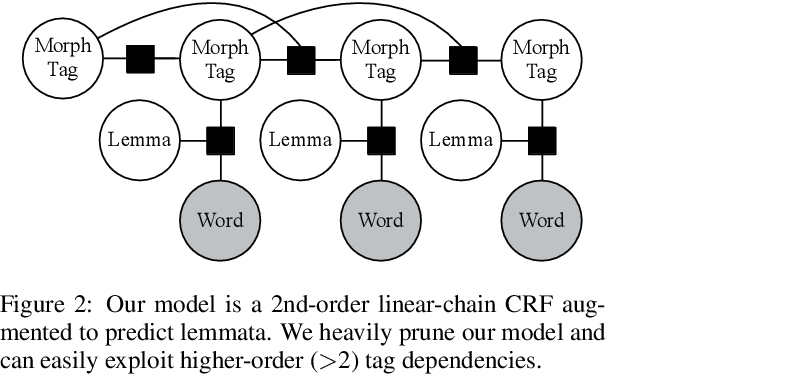 Morph Tag Morph Tag Morph Tag Morph Tag
Lemma Lemma Lemma
Word Word Word
Figure 2: Our model is a 2nd-order linear-chain CRF aug-
mented to predict lemmata. We heavily prune our model and
can easily exploit higher-order (>2) tag dependencies.